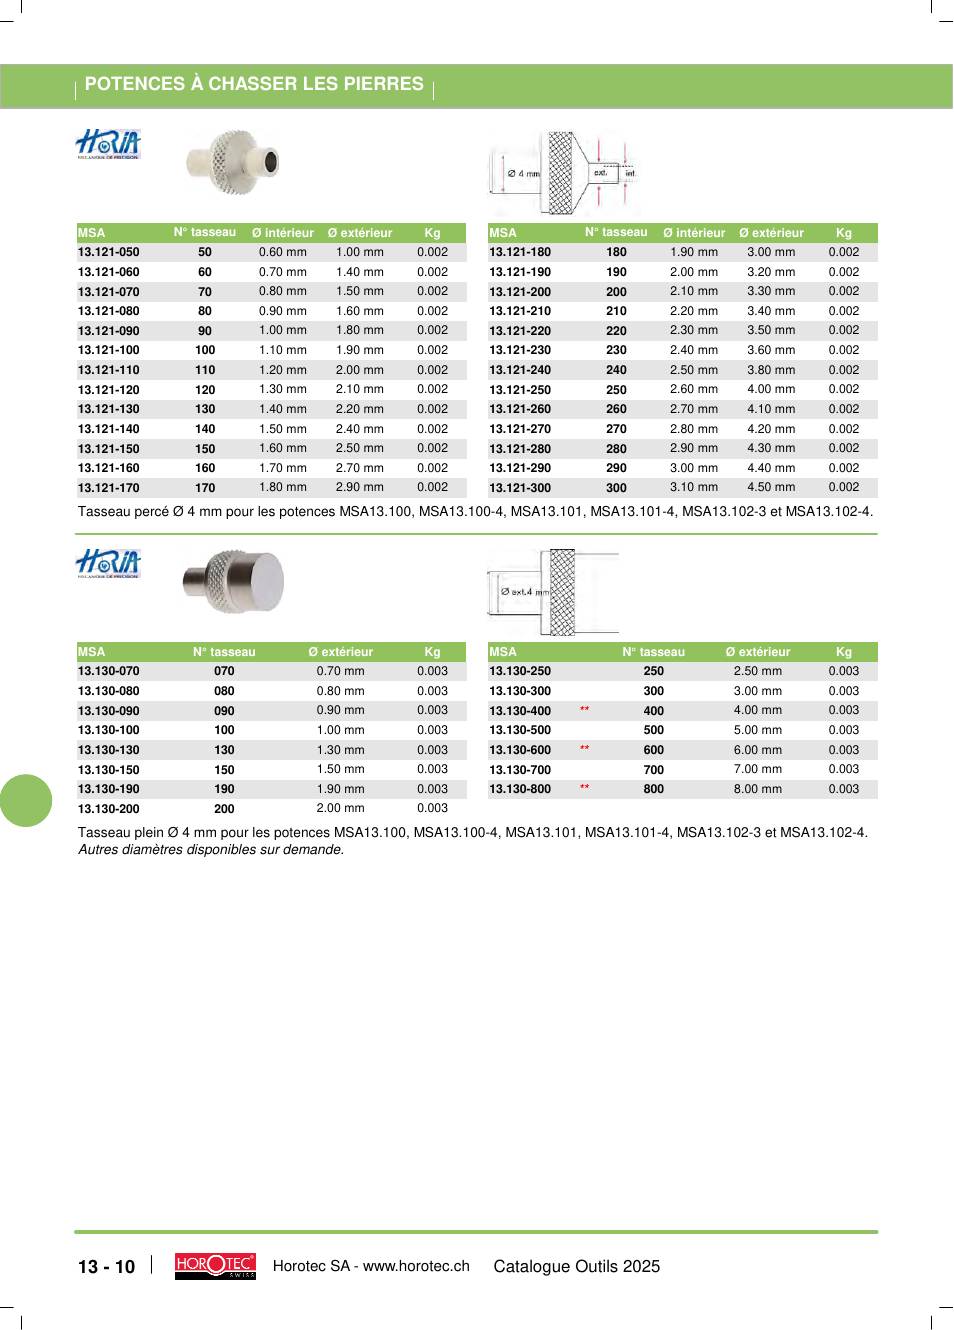 POTENCES À CHASSER LES PIERRES
HORIA
MÉCANIQUE DE PRÉCISION
Ø 4 mm
ext.
int.
MSA N° tasseau Ø intérieur Ø extérieur Kg
13.121-050 50 0.60 mm 1.00 mm 0.002
13.121-060 60 0.70 mm 1.40 mm 0.002
13.121-070 70 0.80 mm 1.50 mm 0.002
13.121-080 80 0.90 mm 1.60 mm 0.002
13.121-090 90 1.00 mm 1.80 mm 0.002
13.121-100 100 1.10 mm 1.90 mm 0.002
13.121-110 110 1.20 mm 2.00 mm 0.002
13.121-120 120 1.30 mm 2.10 mm 0.002
13.121-130 130 1.40 mm 2.20 mm 0.002
13.121-140 140 1.50 mm 2.40 mm 0.002
13.121-150 150 1.60 mm 2.50 mm 0.002
13.121-160 160 1.70 mm 2.70 mm 0.002
13.121-170 170 1.80 mm 2.90 mm 0.002
MSA N° tasseau Ø intérieur Ø extérieur Kg
13.121-180 180 1.90 mm 3.00 mm 0.002
13.121-190 190 2.00 mm 3.20 mm 0.002
13.121-200 200 2.10 mm 3.30 mm 0.002
13.121-210 210 2.20 mm 3.40 mm 0.002
13.121-220 220 2.30 mm 3.50 mm 0.002
13.121-230 230 2.40 mm 3.60 mm 0.002
13.121-240 240 2.50 mm 3.80 mm 0.002
13.121-250 250 2.60 mm 4.00 mm 0.002
13.121-260 260 2.70 mm 4.10 mm 0.002
13.121-270 270 2.80 mm 4.20 mm 0.002
13.121-280 280 2.90 mm 4.30 mm 0.002
13.121-290 290 3.00 mm 4.40 mm 0.002
13.121-300 300 3.10 mm 4.50 mm 0.002
Tasseau percé Ø 4 mm pour les potences MSA13.100, MSA13.100-4, MSA13.101, MSA13.101-4, MSA13.102-3 et MSA13.102-4.
HORIA
MÉCANIQUE DE PRÉCISION
Ø ext.4 mm
MSA N° tasseau Ø extérieur Kg
13.130-070 070 0.70 mm 0.003
13.130-080 080 0.80 mm 0.003
13.130-090 090 0.90 mm 0.003
13.130-100 100 1.00 mm 0.003
13.130-130 130 1.30 mm 0.003
13.130-150 150 1.50 mm 0.003
13.130-190 190 1.90 mm 0.003
13.130-200 200 2.00 mm 0.003
MSA N° tasseau Ø extérieur Kg
13.130-250 250 2.50 mm 0.003
13.130-300 300 3.00 mm 0.003
13.130-400 ** 400 4.00 mm 0.003
13.130-500 500 5.00 mm 0.003
13.130-600 ** 600 6.00 mm 0.003
13.130-700 700 7.00 mm 0.003
13.130-800 ** 800 8.00 mm 0.003
Tasseau plein Ø 4 mm pour les potences MSA13.100, MSA13.100-4, MSA13.101, MSA13.101-4, MSA13.102-3 et MSA13.102-4.
Autres diamètres disponibles sur demande.
13 - 10
HOROTEC®
SWISS
Horotec SA - www.horotec.ch
Catalogue Outils 2025